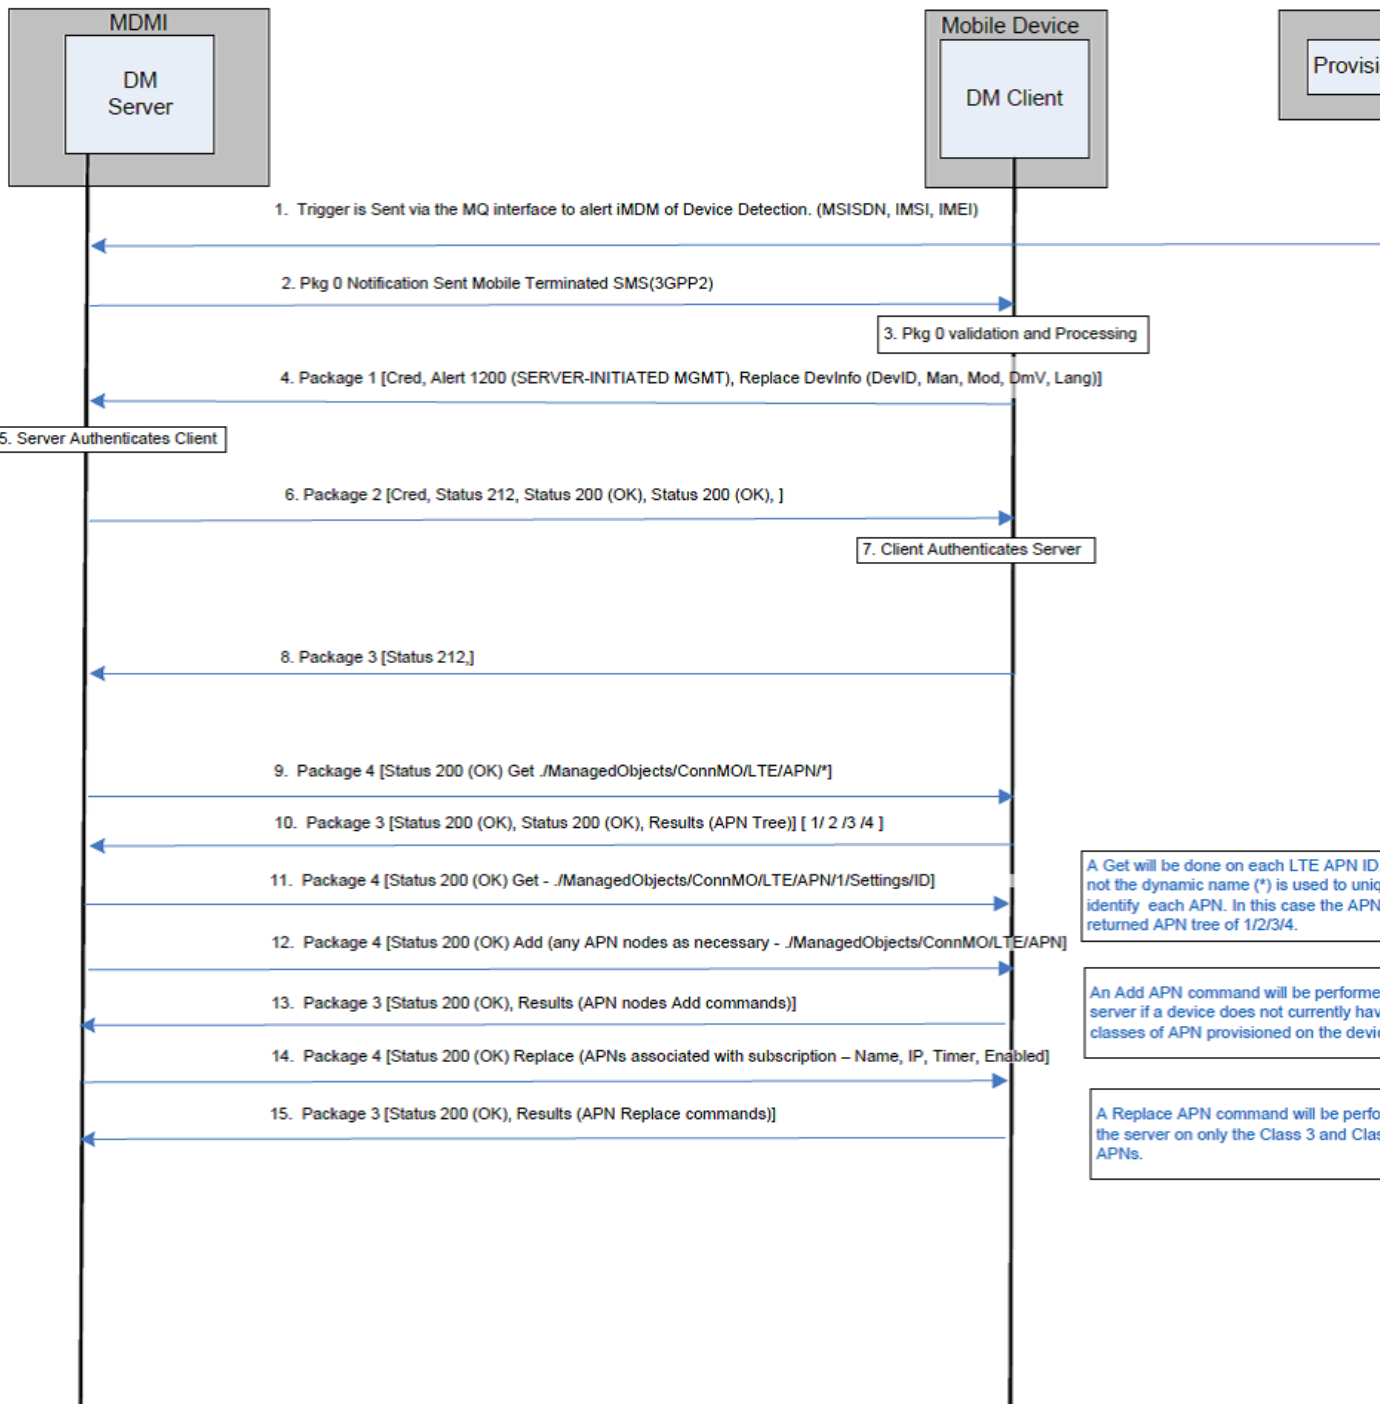 MDMI
DM
Server
Mobile Device
DM Client
1. Trigger is Sent via the MQ interface to alert iMDM of Device Detection. (MSISDN, IMSI, IMEI)
2. Pkg 0 Notification Sent Mobile Terminated SMS(3GPP2)
3. Pkg 0 validation and Processing
4. Package 1 [Cred, Alert 1200 (SERVER-INITIATED MGMT), Replace DevInfo (DevID, Man, Mod, DmV, Lang)]
5. Server Authenticates Client
6. Package 2 [Cred, Status 212, Status 200 (OK), Status 200 (OK), ]
7. Client Authenticates Server
8. Package 3 [Status 212,]
9. Package 4 [Status 200 (OK) Get ./ManagedObjects/ConnMO/LTE/APN/*]
10. Package 3 [Status 200 (OK), Status 200 (OK), Results (APN Tree)] [ 1/ 2 /3 /4 ]
11. Package 4 [Status 200 (OK) Get - ./ManagedObjects/ConnMO/LTE/APN/1/Settings/ID]
A Get will be done on each LTE APN ID.
not the dynamic name (*) is used to
identify each APN. In this case the APN
returned APN tree of 1/2/3/4.
12. Package 4 [Status 200 (OK) Add (any APN nodes as necessary - ./ManagedObjects/ConnMO/LTE/APN]
13. Package 3 [Status 200 (OK), Results (APN nodes Add commands)]
An Add APN command will be
server if a device does not currently
classes of APN provisioned on the
14. Package 4 [Status 200 (OK) Replace (APNs associated with subscription – Name, IP, Timer, Enabled]
15. Package 3 [Status 200 (OK), Results (APN Replace commands)]
A Replace APN command will be
the server on only the Class 3 and
APNs.